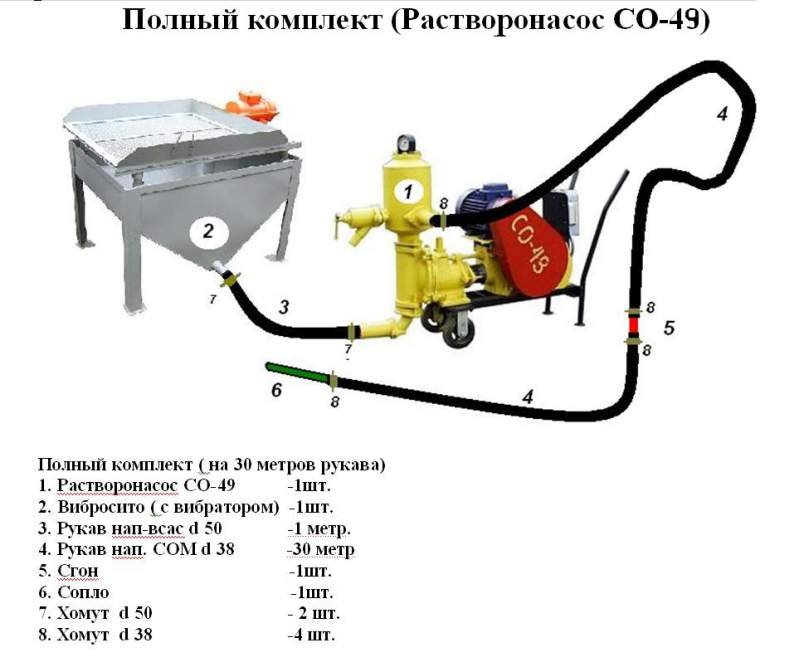 Полный комплект (Растворонасос СО-49)
4
1
8
СО-48
2
7
3
8
5
7
8
6
8
4
Полный комплект ( на 30 метров рукава)
1. Растворонасос СО-49 -1шт.
2. Вибросито ( с вибратором) -1шт.
3. Рукав нап-всас d 50 -1 метр.
4. Рукав нап. СОМ d 38 -30 метр
5. Сгон -1шт.
6. Сопло -1шт.
7. Хомут d 50 - 2 шт.
8. Хомут d 38 -4 шт.